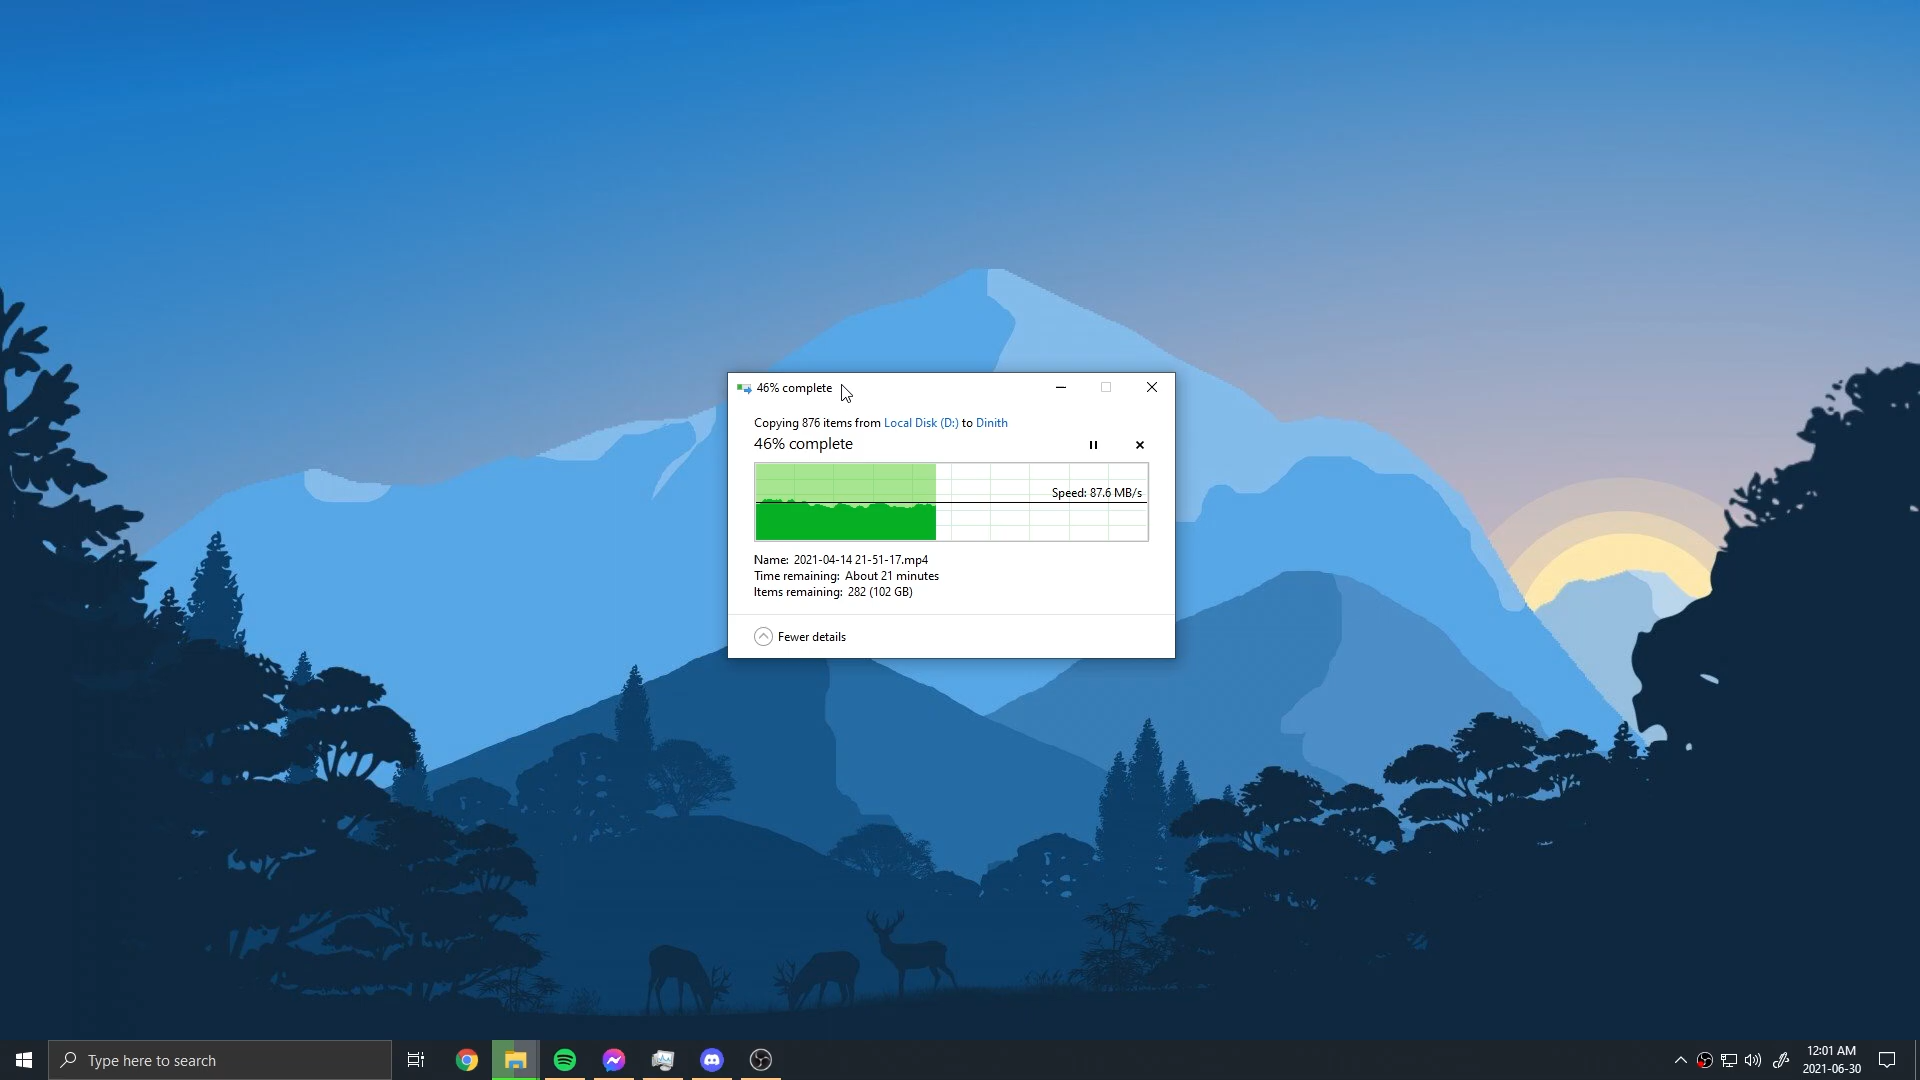 46% complete
Copying 876 items from Local Disk (D:) to Dinith
46% complete
Speed: 87.6 MB/s
Name: 2021-04-14 21-51-17.mp4
Time remaining: About 21 minutes
Items remaining: 282 (102 GB)
Fewer details
Type here to search
12:01 AM
2021-06-30